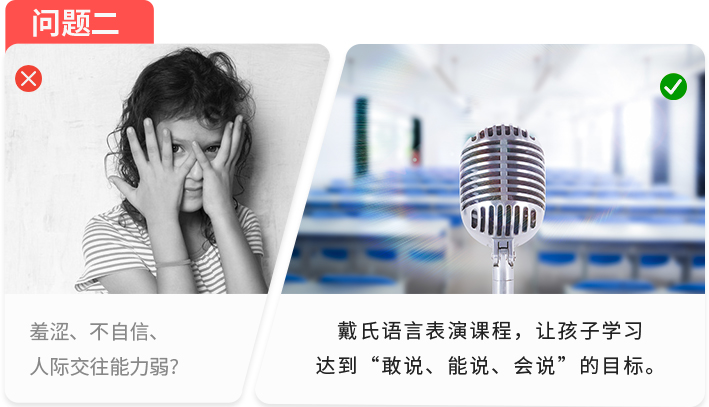 问题二
羞涩、不自信、
人际交往能力弱？
戴氏语言表演课程，让孩子学习
达到“敢说、能说、会说”的目标。